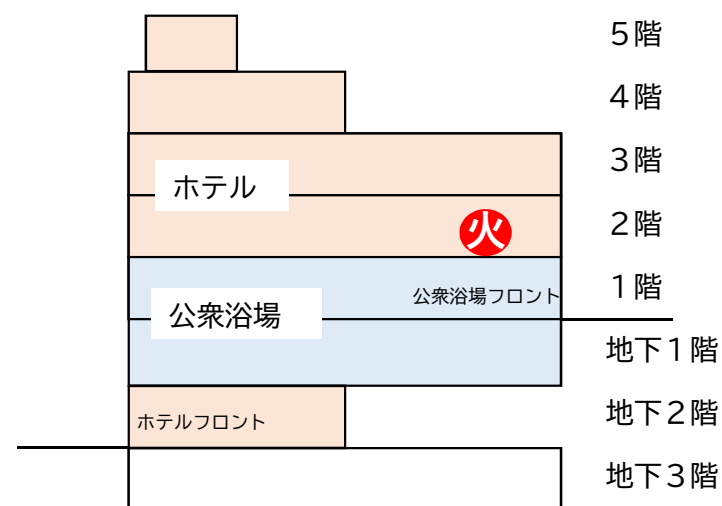 5階
4階
3階
ホテル
2階
火
1階
公衆浴場フロント
公衆浴場
地下1階
地下2階
ホテルフロント
地下3階